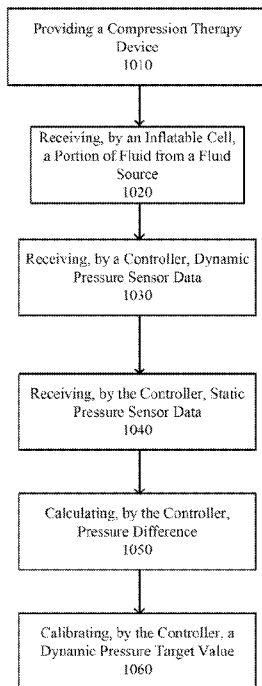 Providing a Compression Therapy
Device
1010
Receiving, by an Inflatable Cell,
a Portion of Fluid from a Fluid
Source
1020
Receiving, by a Controller, Dynamic
Pressure Sensor Data
1030
Receiving, by the Controller, Static
Pressure Sensor Data
1040
Calculating, by the Controller,
Pressure Difference
1050
Calibrating, by the Controller, a
Dynamic Pressure Target Value
1060